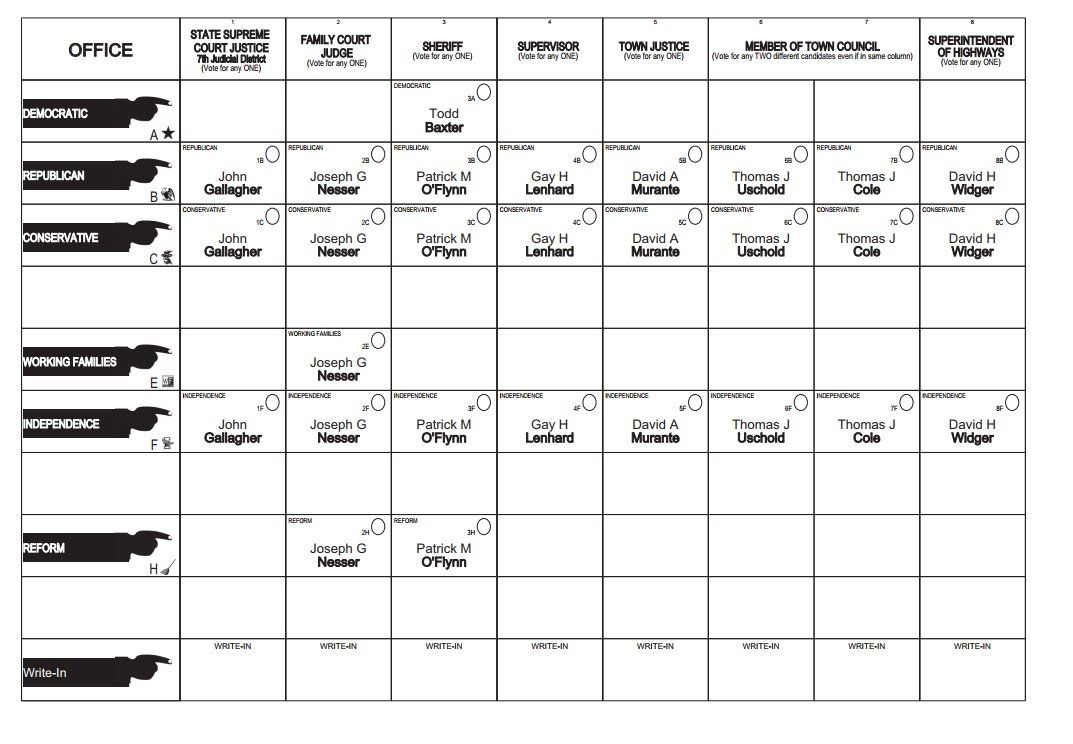 OFFICE
1
STATE SUPREME
COURT JUSTICE
7th Judicial District
(Vote for any ONE)
2
FAMILY COURT
JUDGE
(Vote for any ONE)
3
SHERIFF
(Vote for any ONE)
4
SUPERVISOR
(Vote for any ONE)
5
TOWN JUSTICE
(Vote for any ONE)
6
7
MEMBER OF TOWN COUNCIL
(Vote for any TWO different candidates even if in same column)
8
SUPERINTENDENT
OF HIGHWAYS
(Vote for any ONE)
DEMOCRATIC
A
DEMOCRATIC
3A
Todd
Baxter
REPUBLICAN
B
REPUBLICAN
1B
John
Gallagher
REPUBLICAN
2B
Joseph G
Nesser
REPUBLICAN
3B
Patrick M
O'Flynn
REPUBLICAN
4B
Gay H
Lenhard
REPUBLICAN
5B
David A
Murante
REPUBLICAN
6B
Thomas J
Uschold
REPUBLICAN
7B
Thomas J
Cole
REPUBLICAN
8B
David H
Widger
CONSERVATIVE
C
CONSERVATIVE
1C
John
Gallagher
CONSERVATIVE
2C
Joseph G
Nesser
CONSERVATIVE
3C
Patrick M
O'Flynn
CONSERVATIVE
4C
Gay H
Lenhard
CONSERVATIVE
5C
David A
Murante
CONSERVATIVE
6C
Thomas J
Uschold
CONSERVATIVE
7C
Thomas J
Cole
CONSERVATIVE
8C
David H
Widger
WORKING FAMILIES
E WF
WORKING FAMILIES
2E
Joseph G
Nesser
INDEPENDENCE
F
INDEPENDENCE
1F
John
Gallagher
INDEPENDENCE
2F
Joseph G
Nesser
INDEPENDENCE
3F
Patrick M
O'Flynn
INDEPENDENCE
4F
Gay H
Lenhard
INDEPENDENCE
5F
David A
Murante
INDEPENDENCE
6F
Thomas J
Uschold
INDEPENDENCE
7F
Thomas J
Cole
INDEPENDENCE
8F
David H
Widger
REFORM
H
REFORM
2H
Joseph G
Nesser
REFORM
3H
Patrick M
O'Flynn
Write-In
WRITE-IN
WRITE-IN
WRITE-IN
WRITE-IN
WRITE-IN
WRITE-IN
WRITE-IN
WRITE-IN